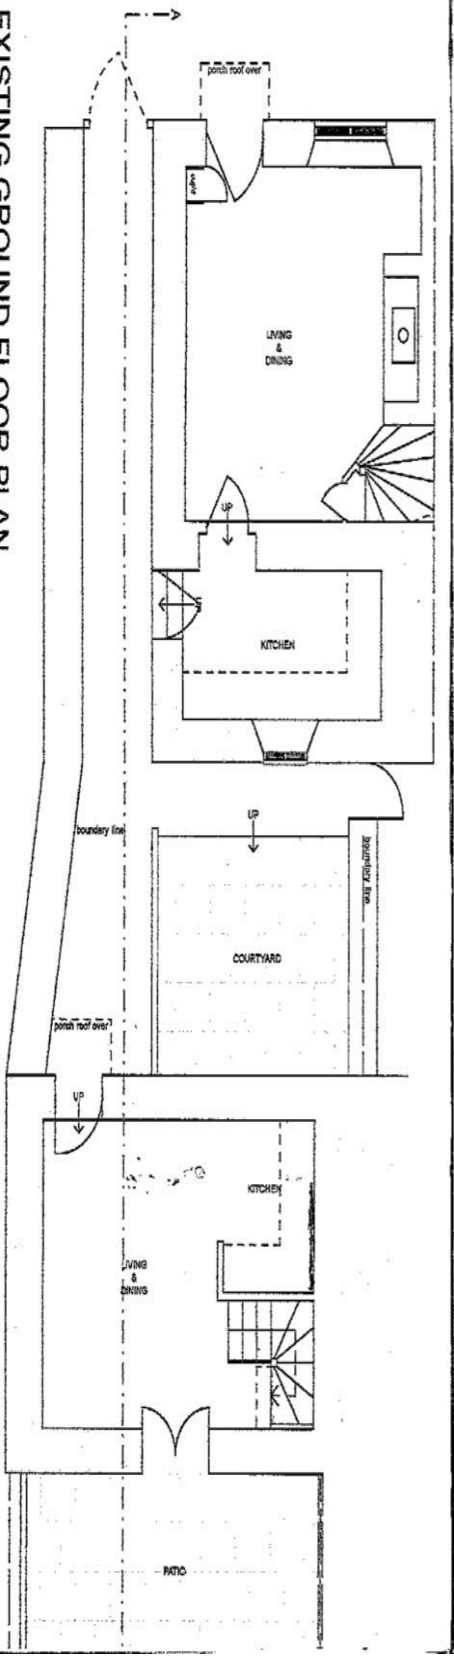 EXISTING GROUND FLOOR PLAN
A
porch roof over
LIVING
&
DINING
UP
KITCHEN
UP
boundary line
boundary line
COURTYARD
porch roof over
UP
KITCHEN
LIVING
&
DINING
PATIO